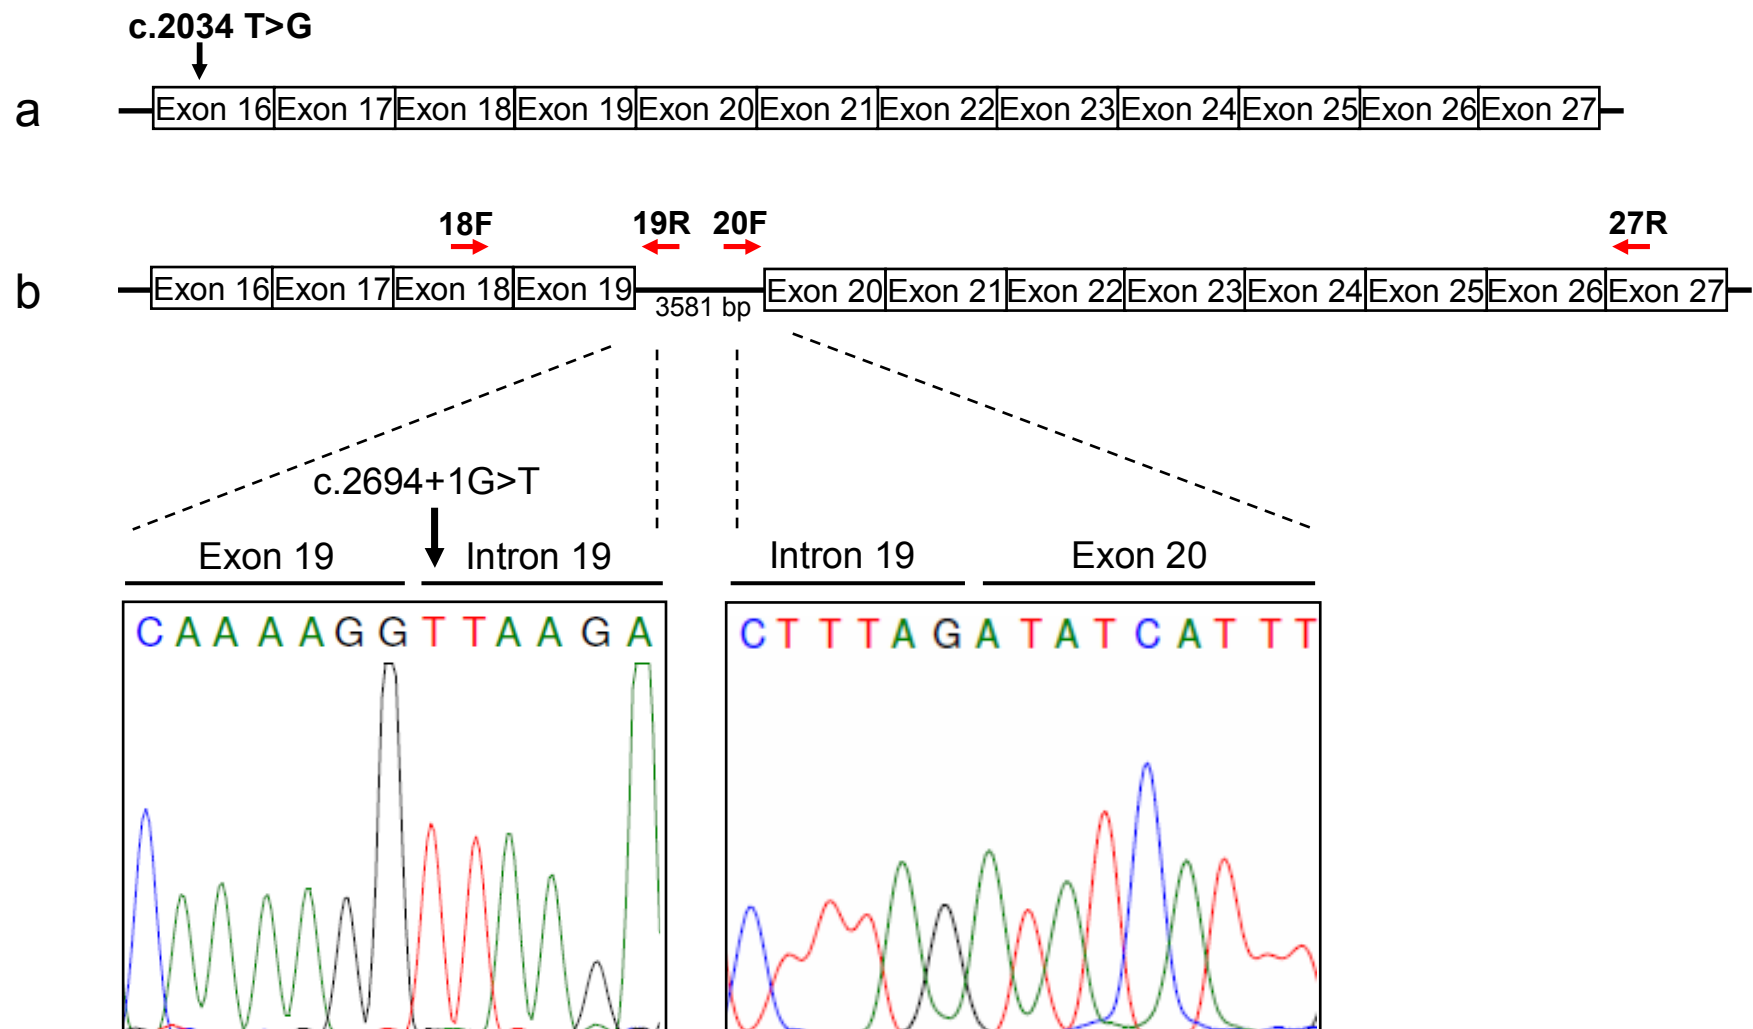 c.2034 T>G
a
Exon 16 Exon 17 Exon 18 Exon 19 Exon 20 Exon 21 Exon 22 Exon 23 Exon 24 Exon 25 Exon 26 Exon 27
18F 19R 20F 27R
b
Exon 16 Exon 17 Exon 18 Exon 19 Exon 20 Exon 21 Exon 22 Exon 23 Exon 24 Exon 25 Exon 26 Exon 27
3581 bp
c.2694+1G>T
Exon 19 Intron 19 Intron 19 Exon 20
C A A A A G G T T A A G A
C T T T A G A T A T C A T T T